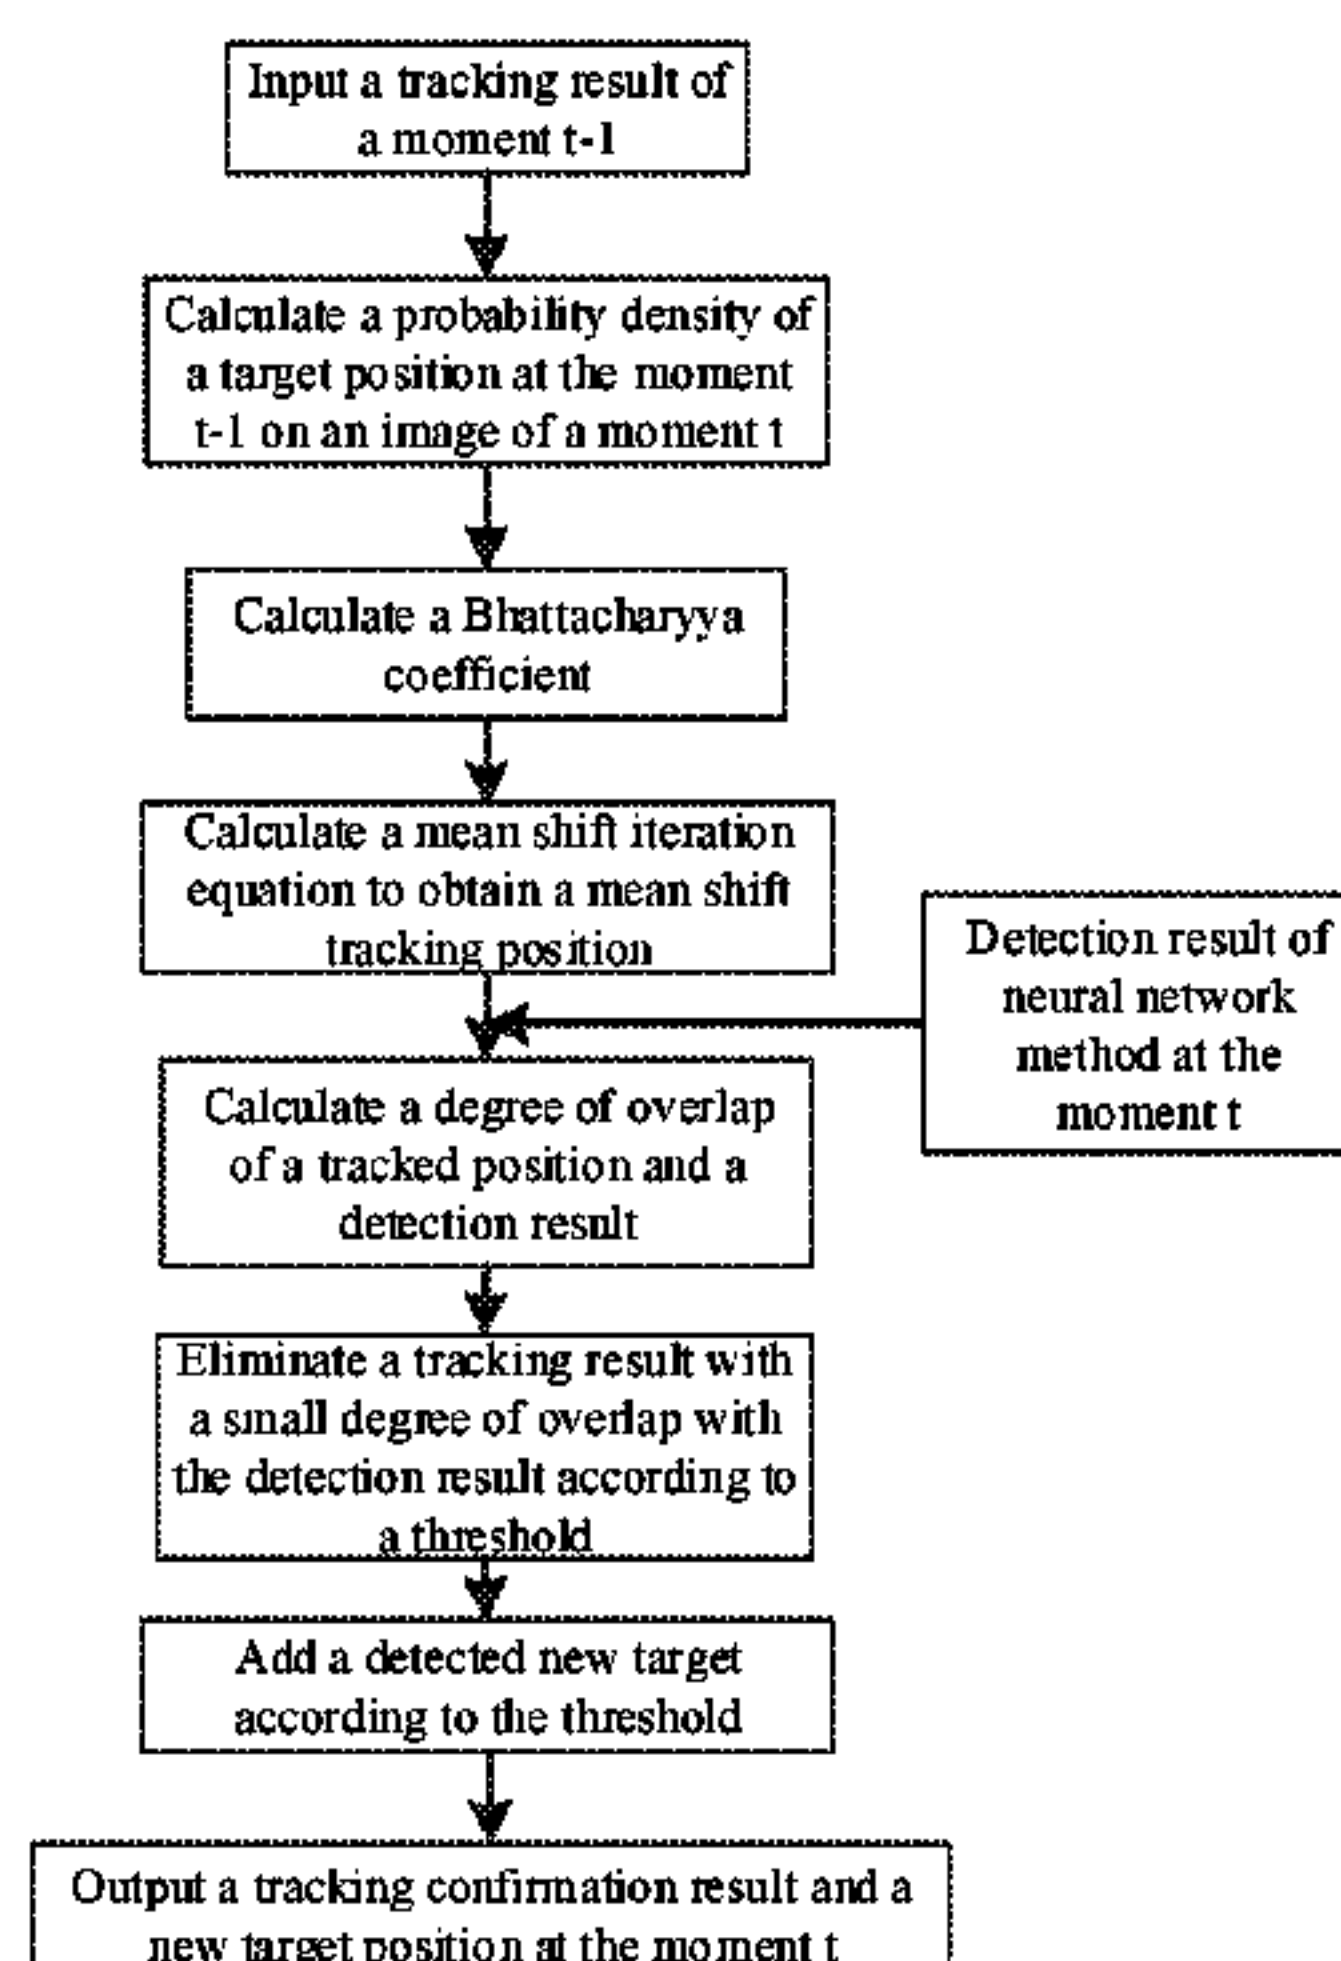 Input a tracking result of
a moment t-1
Calculate a probability density of
a target position at the moment
t-1 on an image of a moment t
Calculate a Bhattacharyya
coefficient
Calculate a mean shift iteration
equation to obtain a mean shift
tracking position
Detection result of
neural network
method at the
moment t
Calculate a degree of overlap
of a tracked position and a
detection result
Eliminate a tracking result with
a small degree of overlap with
the detection result according to
a threshold
Add a detected new target
according to the threshold
Output a tracking confirmation result and a
new target position at the moment t